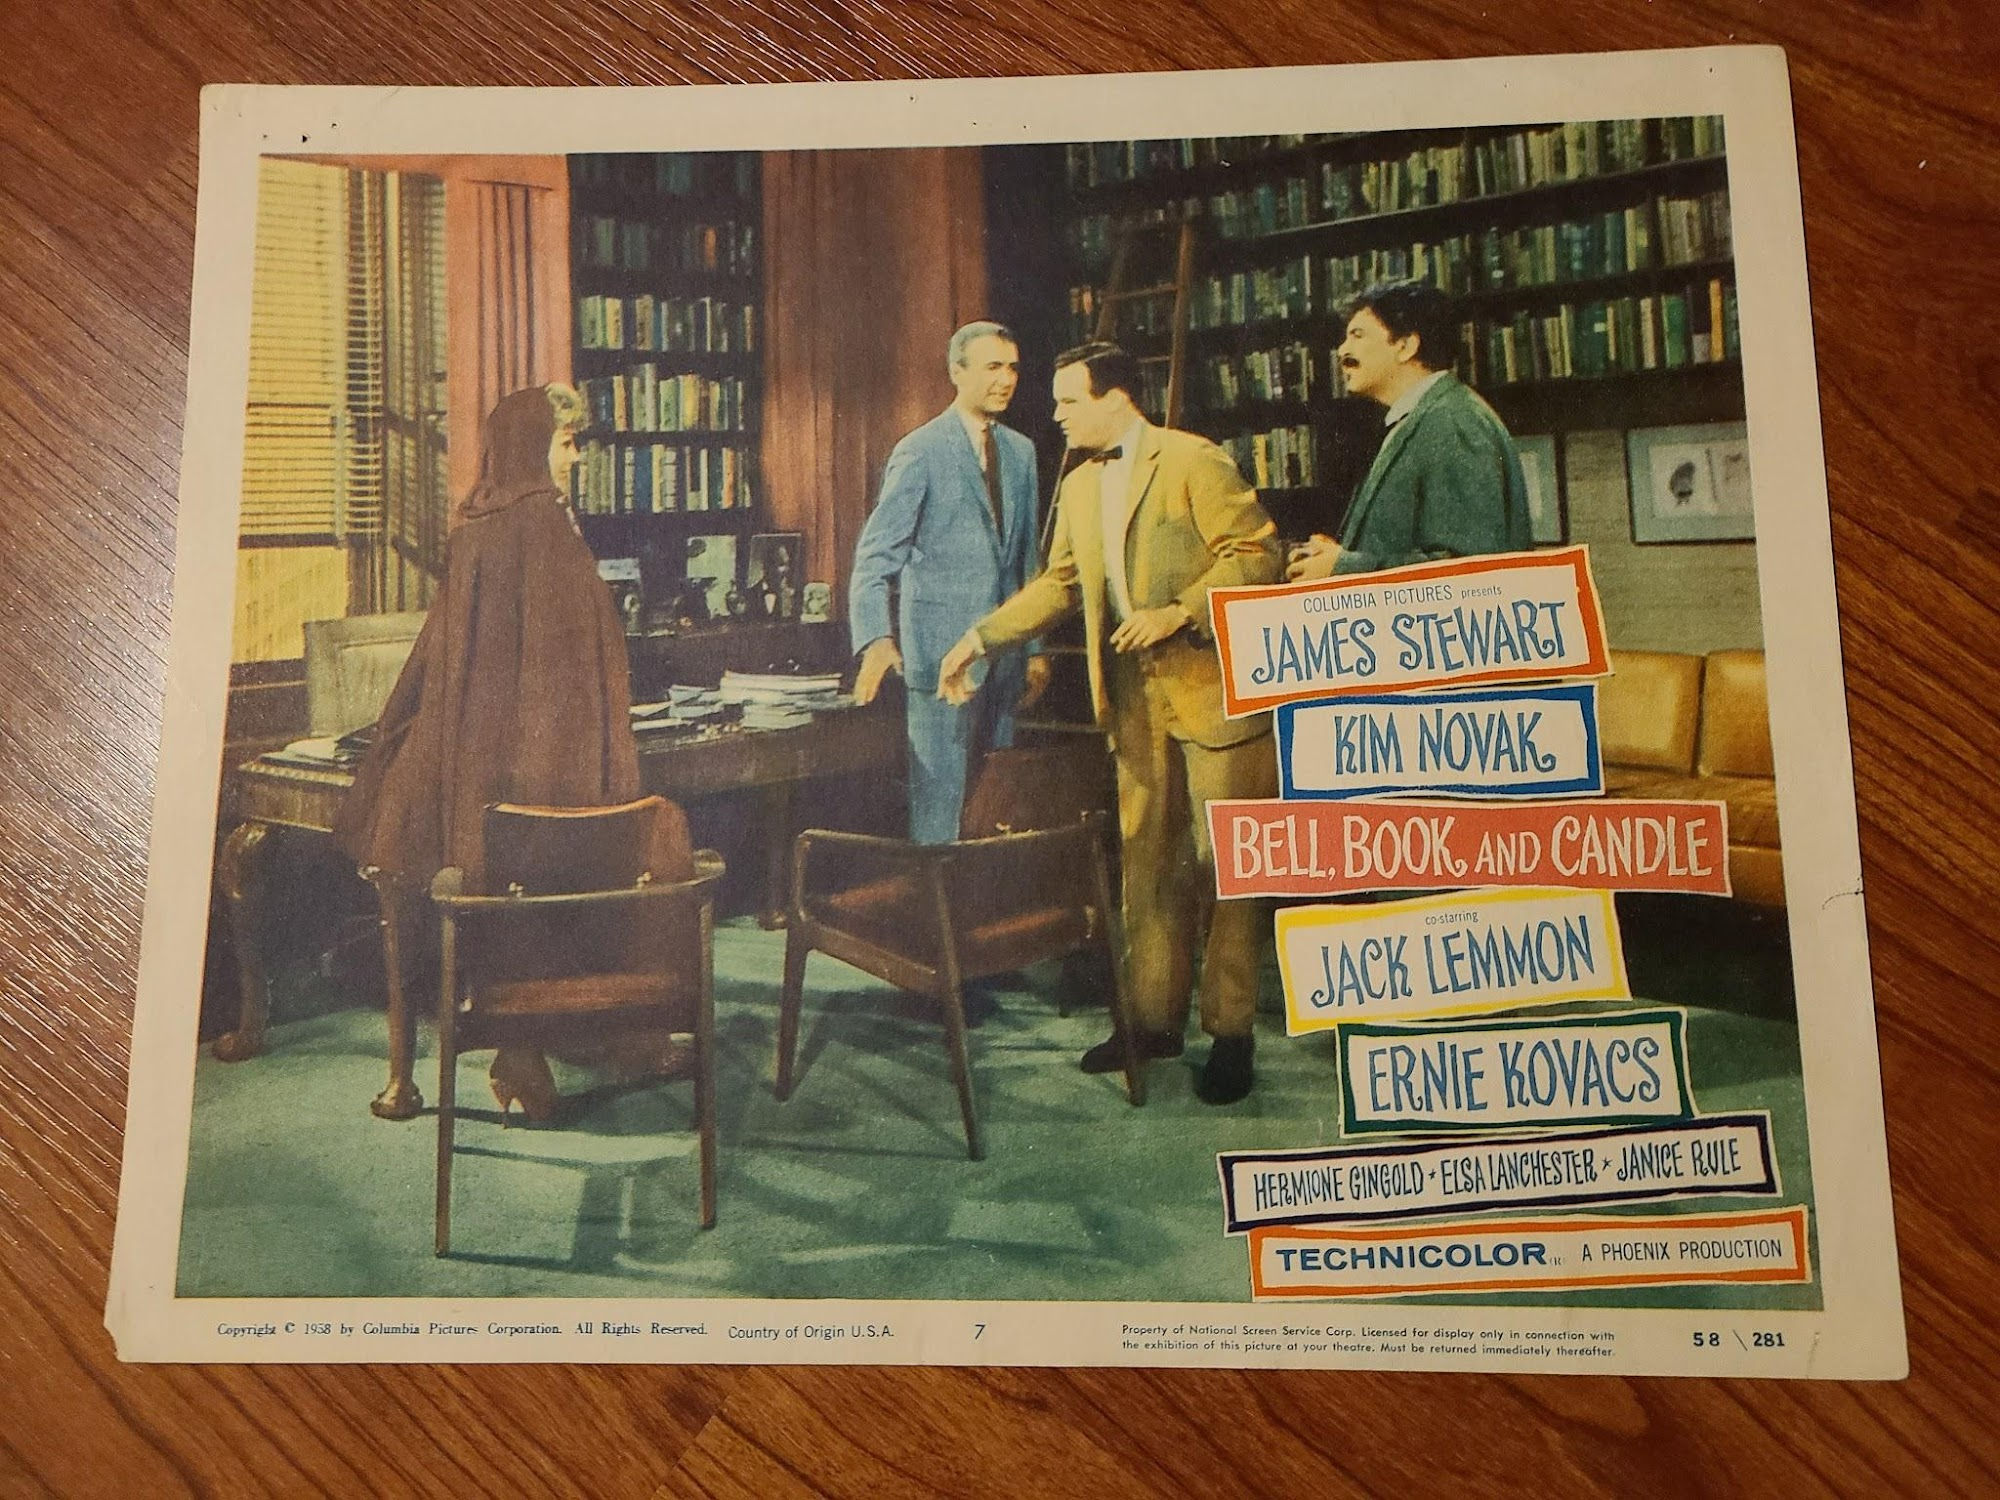 COLUMBIA PICTURES presents
JAMES STEWART
KIM NOVAK
BELL, BOOK AND CANDLE
co-starring
JACK LEMMON
ERNIE KOVACS
HERMIONE GINGOLD * ELSA LANCHESTER * JANICE RULE
TECHNICOLOR (R) A PHOENIX PRODUCTION
Copyright © 1958 by Columbia Pictures Corporation. All Rights Reserved. Country of Origin U.S.A.
7
Property of National Screen Service Corp. Licensed for display only in connection with
the exhibition of this picture at your theatre. Must be returned immediately thereafter.
58 \ 281